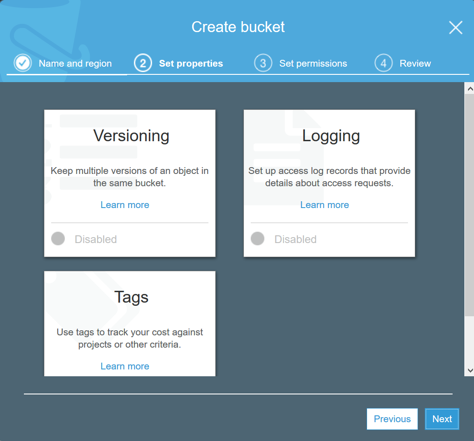 Create bucket
Name and region
2 Set properties
3 Set permissions
4 Review
Versioning
Keep multiple versions of an object in
the same bucket.
Learn more
Disabled
Logging
Set up access log records that provide
details about access requests.
Learn more
Disabled
Tags
Use tags to track your cost against
projects or other criteria.
Learn more
Previous
Next